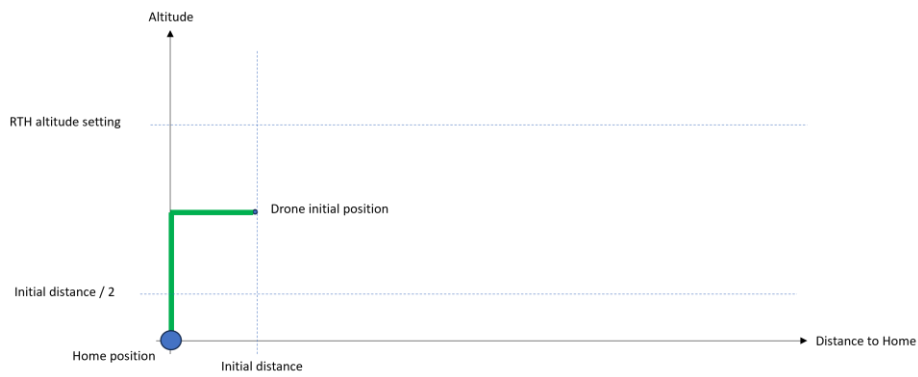 Altitude
RTH altitude setting
Drone initial position
Initial distance / 2
Home position
Distance to Home
Initial distance